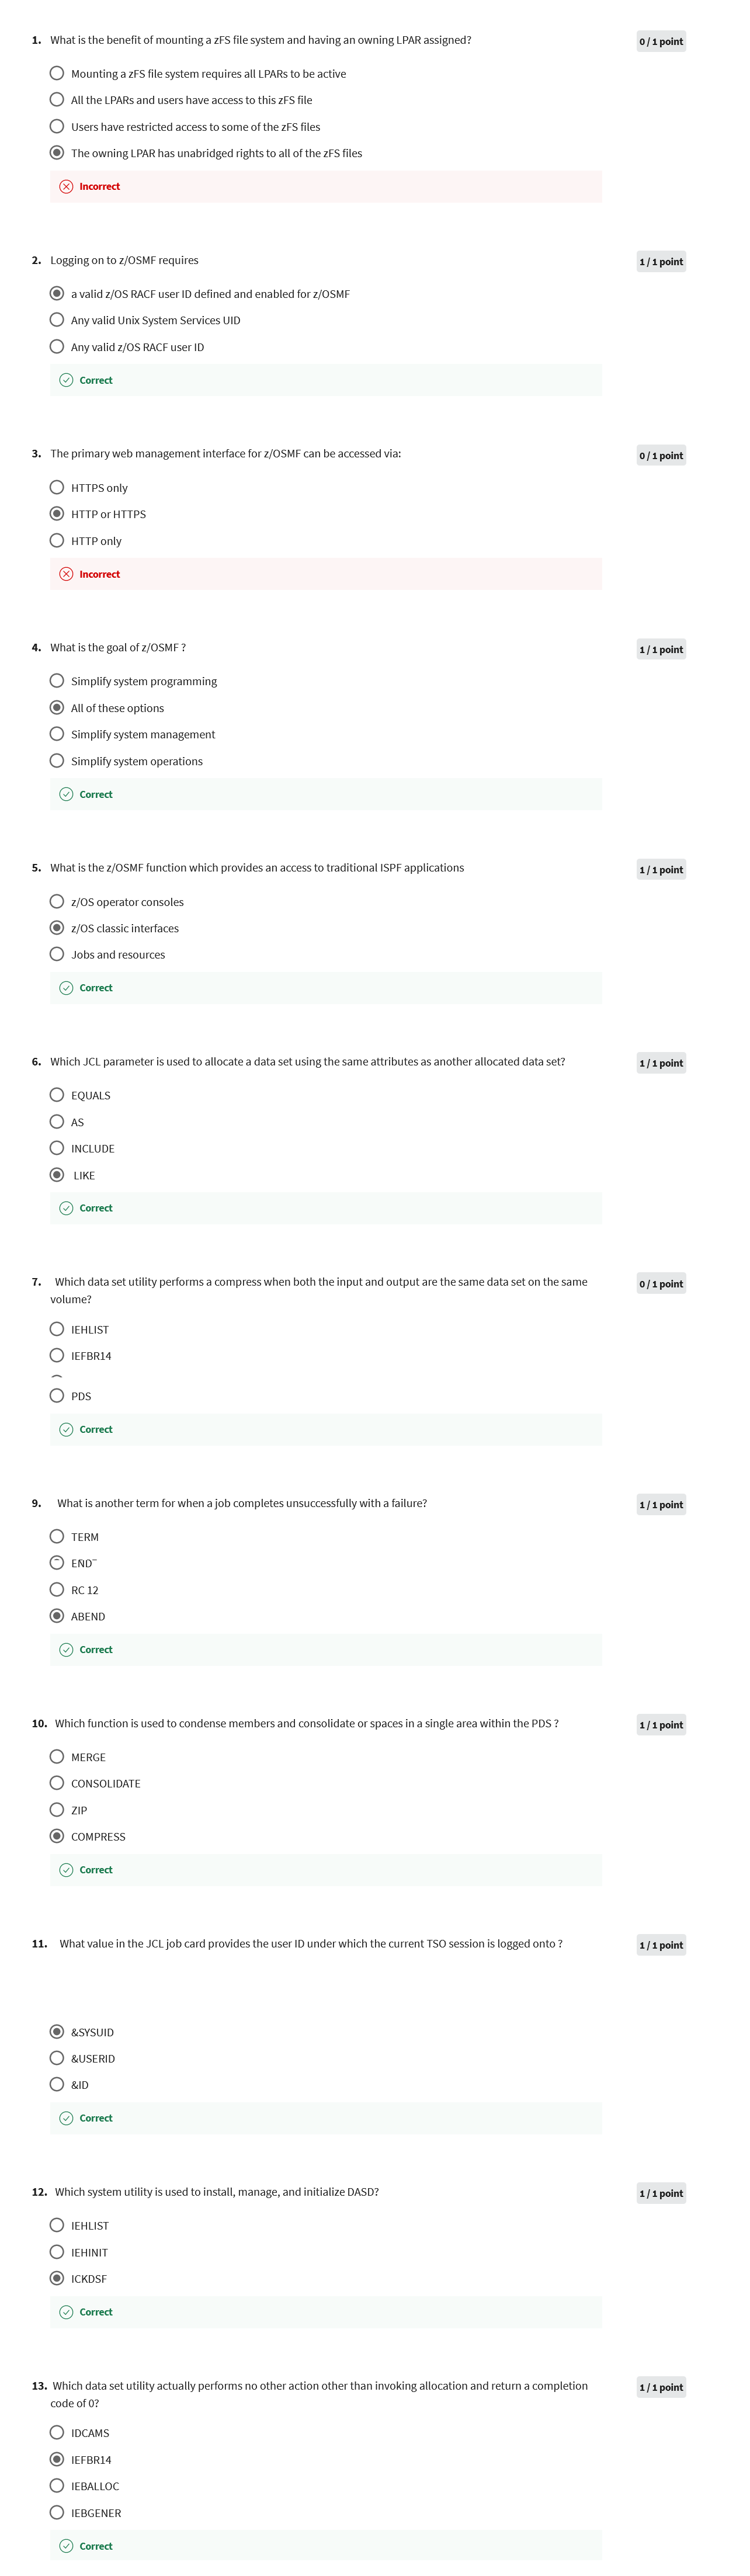 1. What is the benefit of mounting a zFS file system and having an owning LPAR assigned? 0 / 1 point
Mounting a zFS file system requires all LPARs to be active
All the LPARs and users have access to this zFS file
Users have restricted access to some of the zFS files
The owning LPAR has unabridged rights to all of the zFS files
Incorrect
2. Logging on to z/OSMF requires 1 / 1 point
a valid z/OS RACF user ID defined and enabled for z/OSMF
Any valid Unix System Services UID
Any valid z/OS RACF user ID
Correct
3. The primary web management interface for z/OSMF can be accessed via: 0 / 1 point
HTTPS only
HTTP or HTTPS
HTTP only
Incorrect
4. What is the goal of z/OSMF ? 1 / 1 point
Simplify system programming
All of these options
Simplify system management
Simplify system operations
Correct
5. What is the z/OSMF function which provides an access to traditional ISPF applications 1 / 1 point
z/OS operator consoles
z/OS classic interfaces
Jobs and resources
Correct
6. Which JCL parameter is used to allocate a data set using the same attributes as another allocated data set? 1 / 1 point
EQUALS
AS
INCLUDE
LIKE
Correct
7. Which data set utility performs a compress when both the input and output are the same data set on the same 0 / 1 point
volume?
IEHLIST
IEFBR14
PDS
Correct
9. What is another term for when a job completes unsuccessfully with a failure? 1 / 1 point
TERM
END
RC 12
ABEND
Correct
10. Which function is used to condense members and consolidate or spaces in a single area within the PDS ? 1 / 1 point
MERGE
CONSOLIDATE
ZIP
COMPRESS
Correct
11. What value in the JCL job card provides the user ID under which the current TSO session is logged onto ? 1 / 1 point
&SYSUID
&USERID
&ID
Correct
12. Which system utility is used to install, manage, and initialize DASD? 1 / 1 point
IEHLIST
IEHINIT
ICKDSF
Correct
13. Which data set utility actually performs no other action other than invoking allocation and return a completion 1 / 1 point
code of 0?
IDCAMS
IEFBR14
IEBALLOC
IEBGENER
Correct